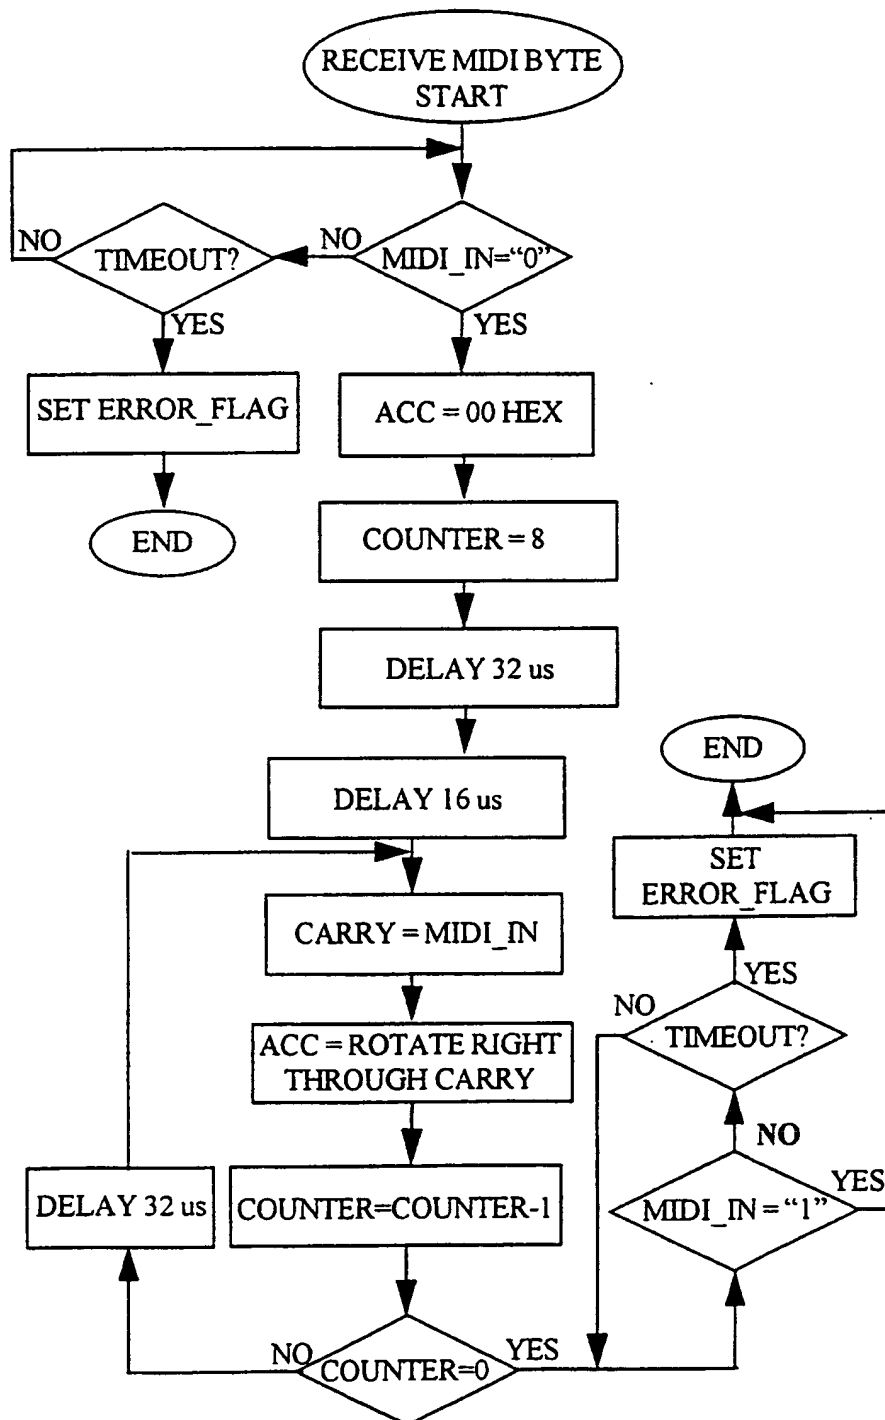 RECEIVE MIDI BYTE
START
NO
TIMEOUT?
NO
MIDI_IN=“0”
YES
YES
SET ERROR_FLAG
ACC = 00 HEX
END
COUNTER = 8
DELAY 32 us
END
DELAY 16 us
SET
ERROR_FLAG
CARRY = MIDI_IN
YES
NO
TIMEOUT?
ACC = ROTATE RIGHT
THROUGH CARRY
NO
DELAY 32 us
COUNTER=COUNTER-1
MIDI_IN = “1”
YES
NO
COUNTER=0
YES